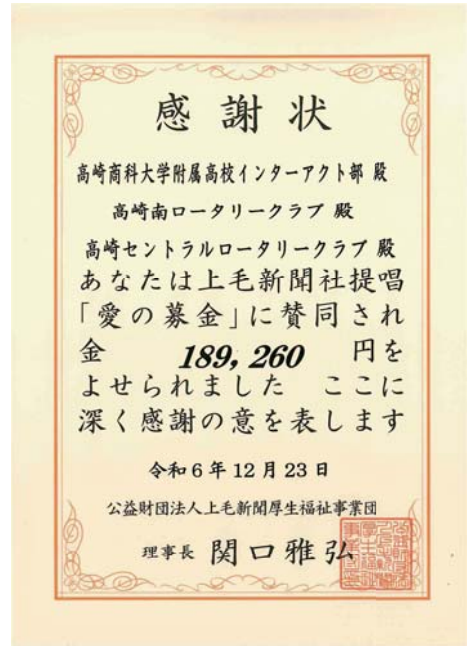 感謝状
高崎商科大学附属高校インターアクト部 殿
高崎南ロータリークラブ 殿
高崎セントラルロータリークラブ 殿
あなたは上毛新聞社提唱
「愛の募金」に賛同され
金 189,260 円を
よせられました ここに
深く感謝の意を表します
令和6年12月23日
公益財団法人上毛新聞厚生福祉事業団
理事長 関口雅弘